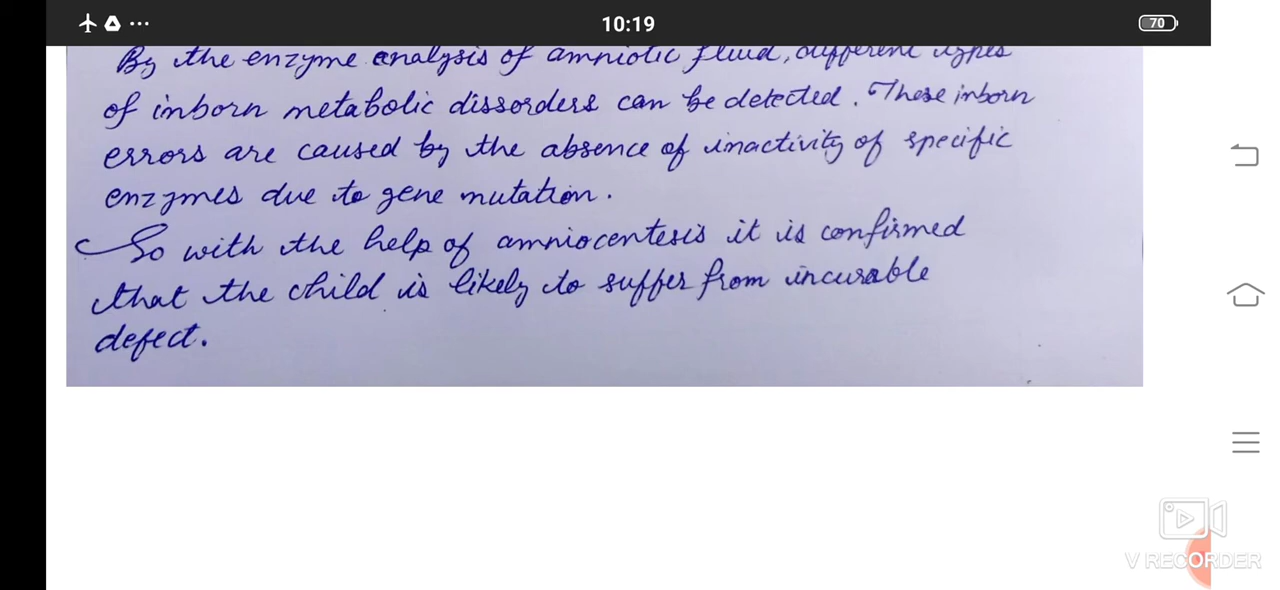 10:19
70
By the enzyme analysis of amniotic fluid, different types
of inborn metabolic dissorders can be detected. These inborn
errors are caused by the absence of inactivity of specific
enzymes due to gene mutation.
So with the help of amniocentesis it is confirmed
that the child is likely to suffer from incurable
defect.
V RECORDER